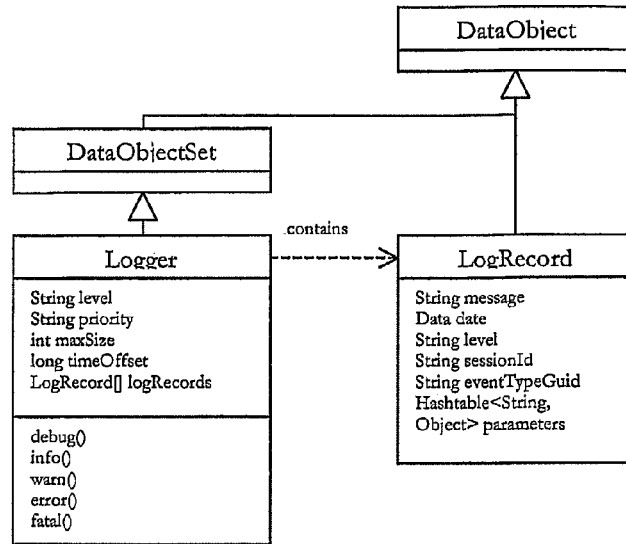 DataObject
DataObjectSet
contains
Logger
String level
String priority
int maxSize
long timeOffset
LogRecord[] logRecords
debug()
info()
warn()
error()
fatal()
LogRecord
String message
Data date
String level
String sessionId
String eventTypeGuid
Hashtable<String,
Object> parameters